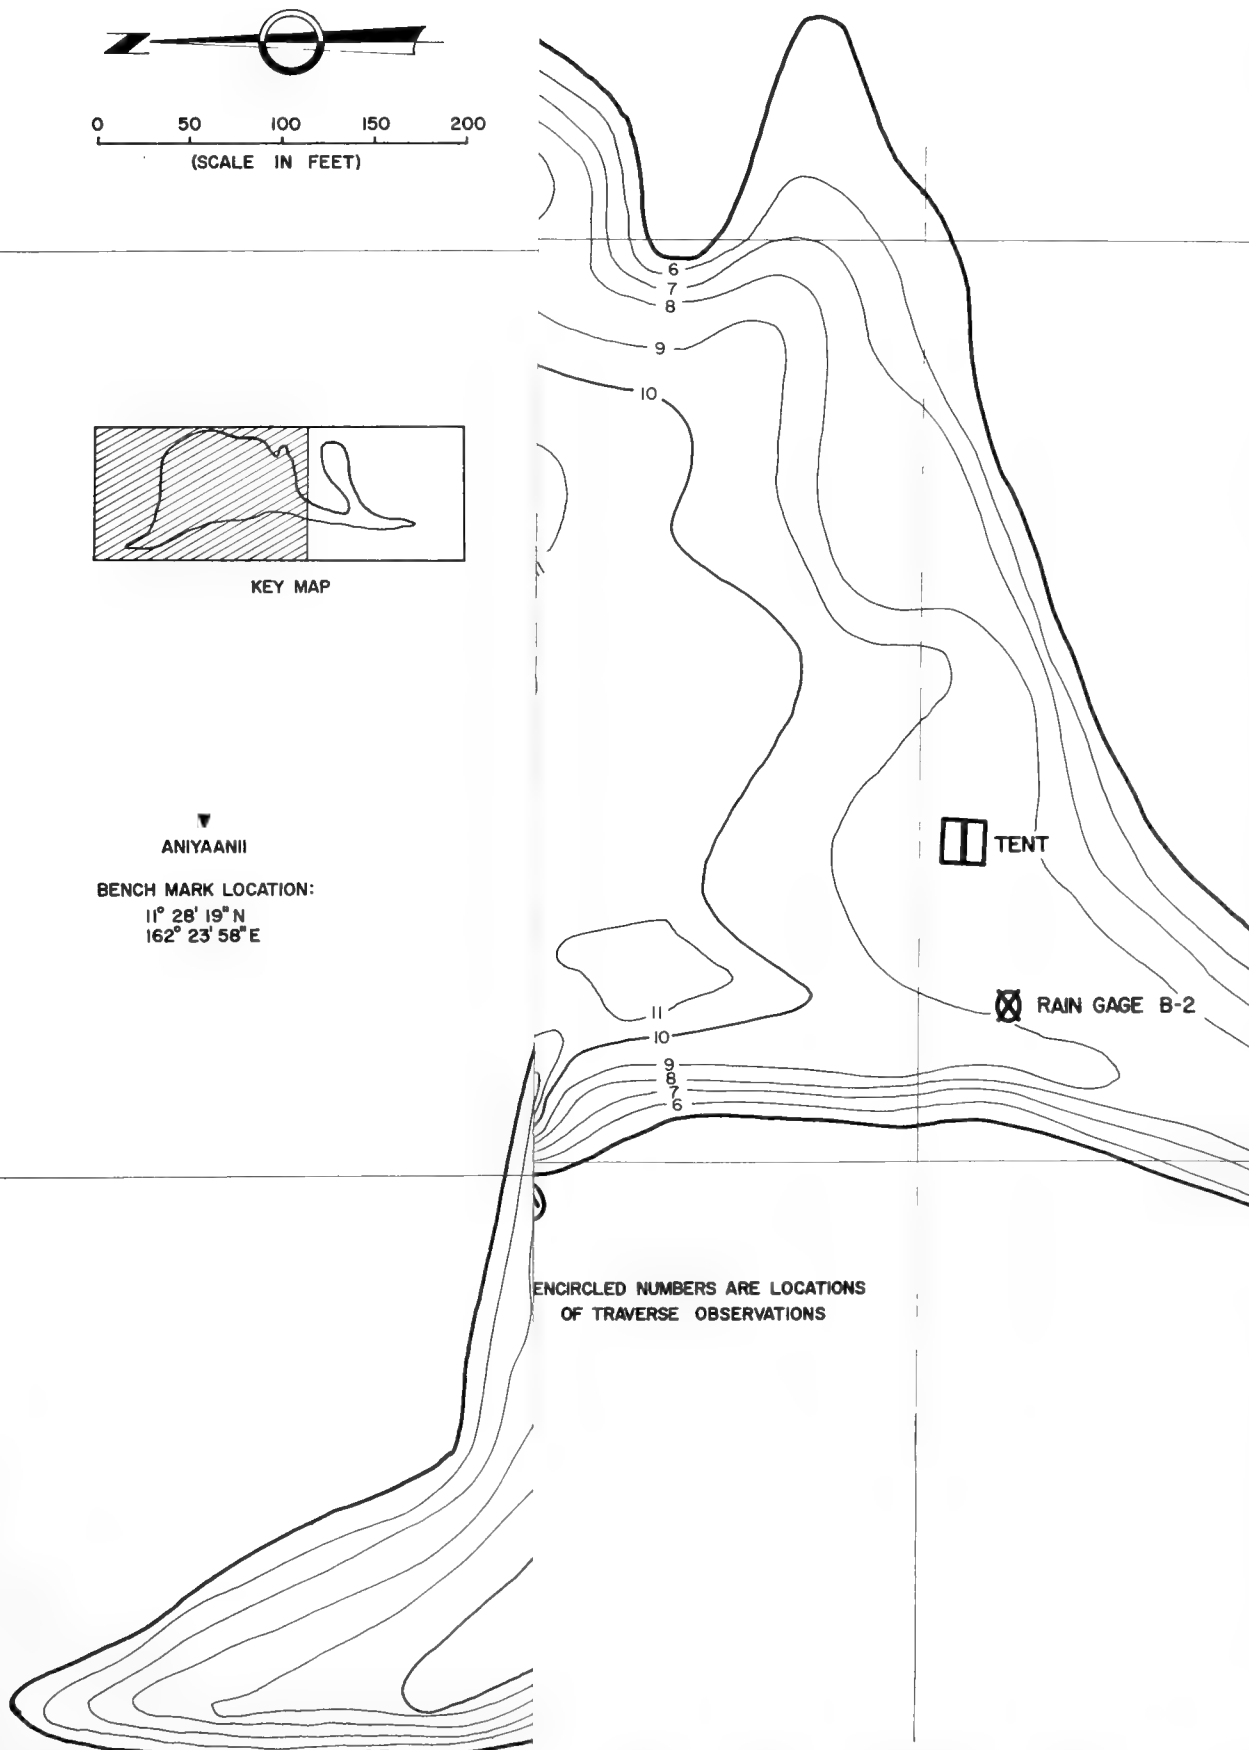 N
0 50 100 150 200
(SCALE IN FEET)
6
7
8
9
10
KEY MAP
ANIYAANII
BENCH MARK LOCATION:
11° 28' 19" N
162° 23' 58" E
TENT
RAIN GAGE B-2
11
10
9
8
7
6
ENCIRCLED NUMBERS ARE LOCATIONS
OF TRAVERSE OBSERVATIONS